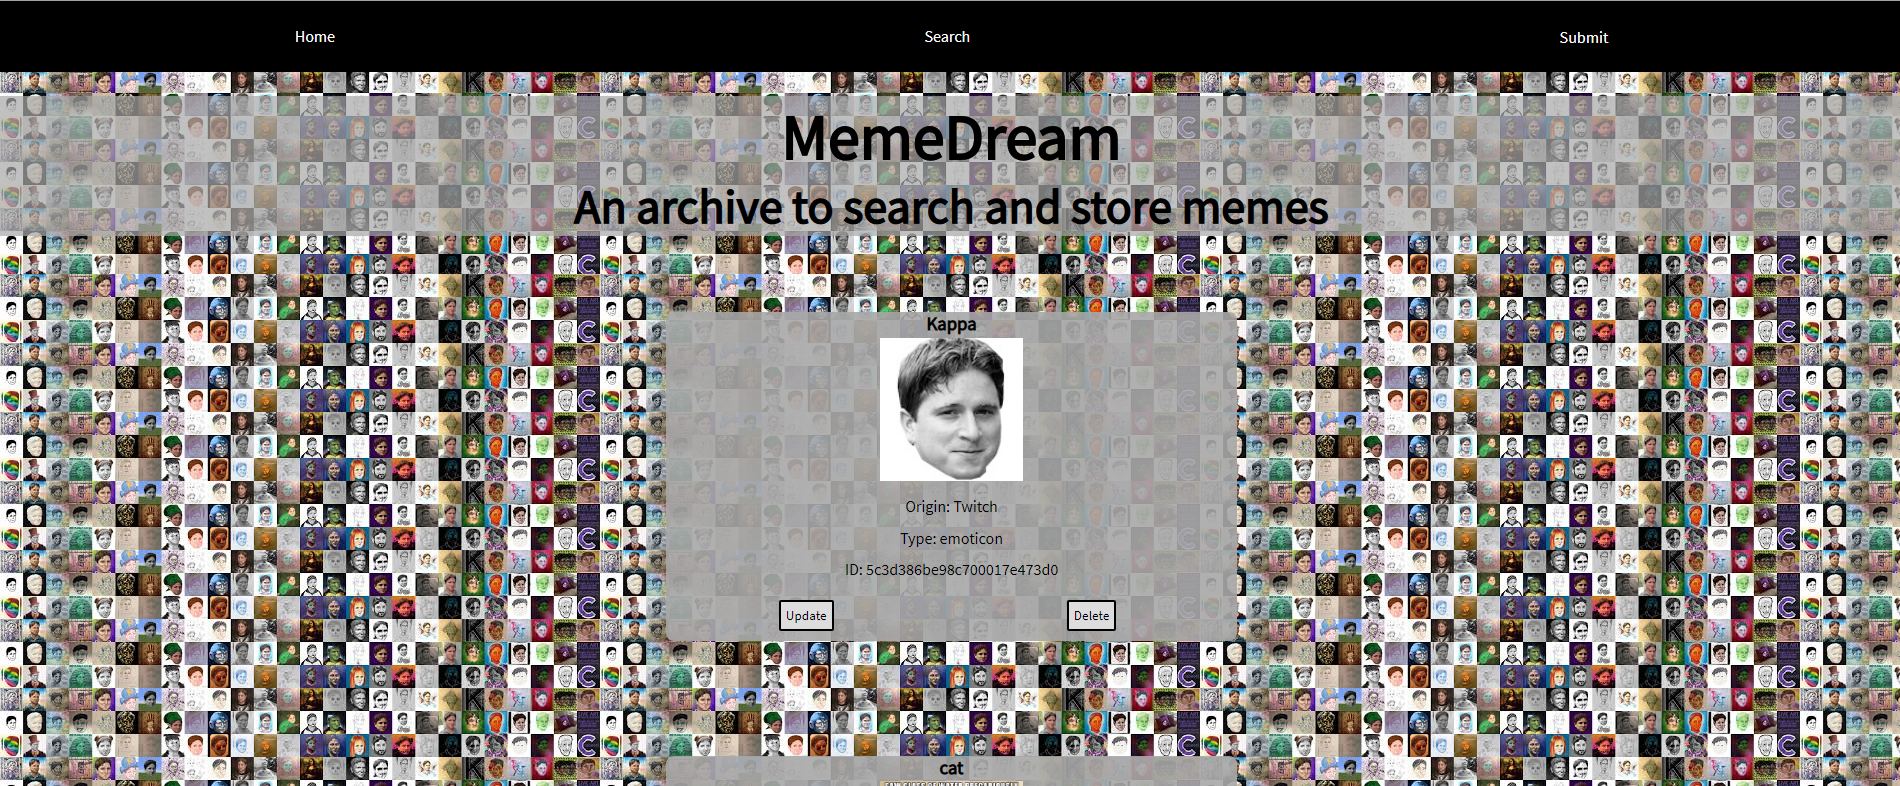 Home
Search
Submit
MemeDream
An archive to search and store memes
Kappa
Origin: Twitch
Type: emoticon
ID: 5c3d386be98c700017e473d0
Update
Delete
cat